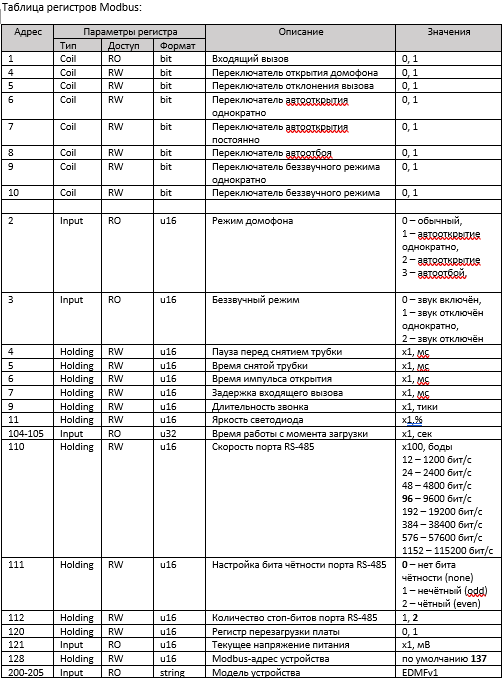 Таблица регистров Modbus:
Адрес Параметры регистра Описание Значения
Тип Доступ Формат
1 Coil RO bit Входящий вызов 0, 1
4 Coil RW bit Переключатель открытия домофона 0, 1
5 Coil RW bit Переключатель отклонения вызова 0, 1
6 Coil RW bit Переключатель автооткрытия 0, 1
однократно
7 Coil RW bit Переключатель автооткрытия 0, 1
постоянно
8 Coil RW bit Переключатель автоотбоя 0, 1
9 Coil RW bit Переключатель беззвучного режима 0, 1
однократно
10 Coil RW bit Переключатель беззвучного режима 0, 1
2 Input RO u16 Режим домофона 0 – обычный,
1 – автооткрытие
однократно,
2 – автооткрытие
3 – автоотбой,
3 Input RO u16 Беззвучный режим 0 – звук включён,
1 – звук отключён
однократно,
2 – звук отключён
4 Holding RW u16 Пауза перед снятием трубки x1, мс
5 Holding RW u16 Время снятой трубки x1, мс
6 Holding RW u16 Время импульса открытия x1, мс
7 Holding RW u16 Задержка входящего вызова x1, мс
9 Holding RW u16 Длительность звонка x1, тики
11 Holding RW u16 Яркость светодиода x1,%
104-105 Input RO u32 Время работы с момента загрузки x1, сек
110 Holding RW u16 Скорость порта RS-485 x100, боды
12 – 1200 бит/с
24 – 2400 бит/с
48 – 4800 бит/с
96 – 9600 бит/с
192 – 19200 бит/с
384 – 38400 бит/с
576 – 57600 бит/с
1152 – 115200 бит/с
111 Holding RW u16 Настройка бита чётности порта RS-485 0 – нет бита
чётности (none)
1 – нечётный (odd)
2 – чётный (even)
112 Holding RW u16 Количество стоп-битов порта RS-485 1, 2
120 Holding RW u16 Регистр перезагрузки платы 0, 1
121 Input RO u16 Текущее напряжение питания x1, мВ
128 Holding RW u16 Modbus-адрес устройства по умолчанию 137
200-205 Input RO string Модель устройства EDMFv1